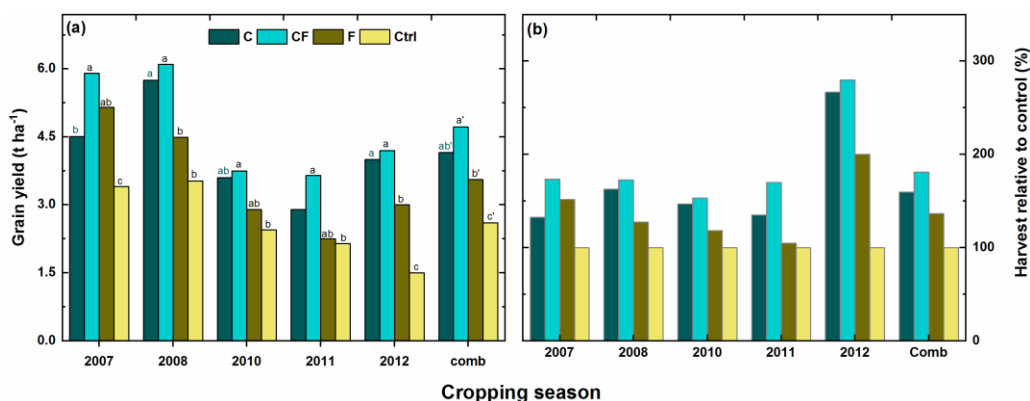 (a)
C CF F Ctrl
Grain yield (t ha⁻¹)
6.0
4.5
3.0
1.5
0.0
b a ab c
a a b b
ab a ab b
a ab b
a a b c
ab' a' b' c'
2007 2008 2010 2011 2012 comb
(b)
Harvest relative to control (%)
300
200
100
0
2007 2008 2010 2011 2012 Comb
Cropping season